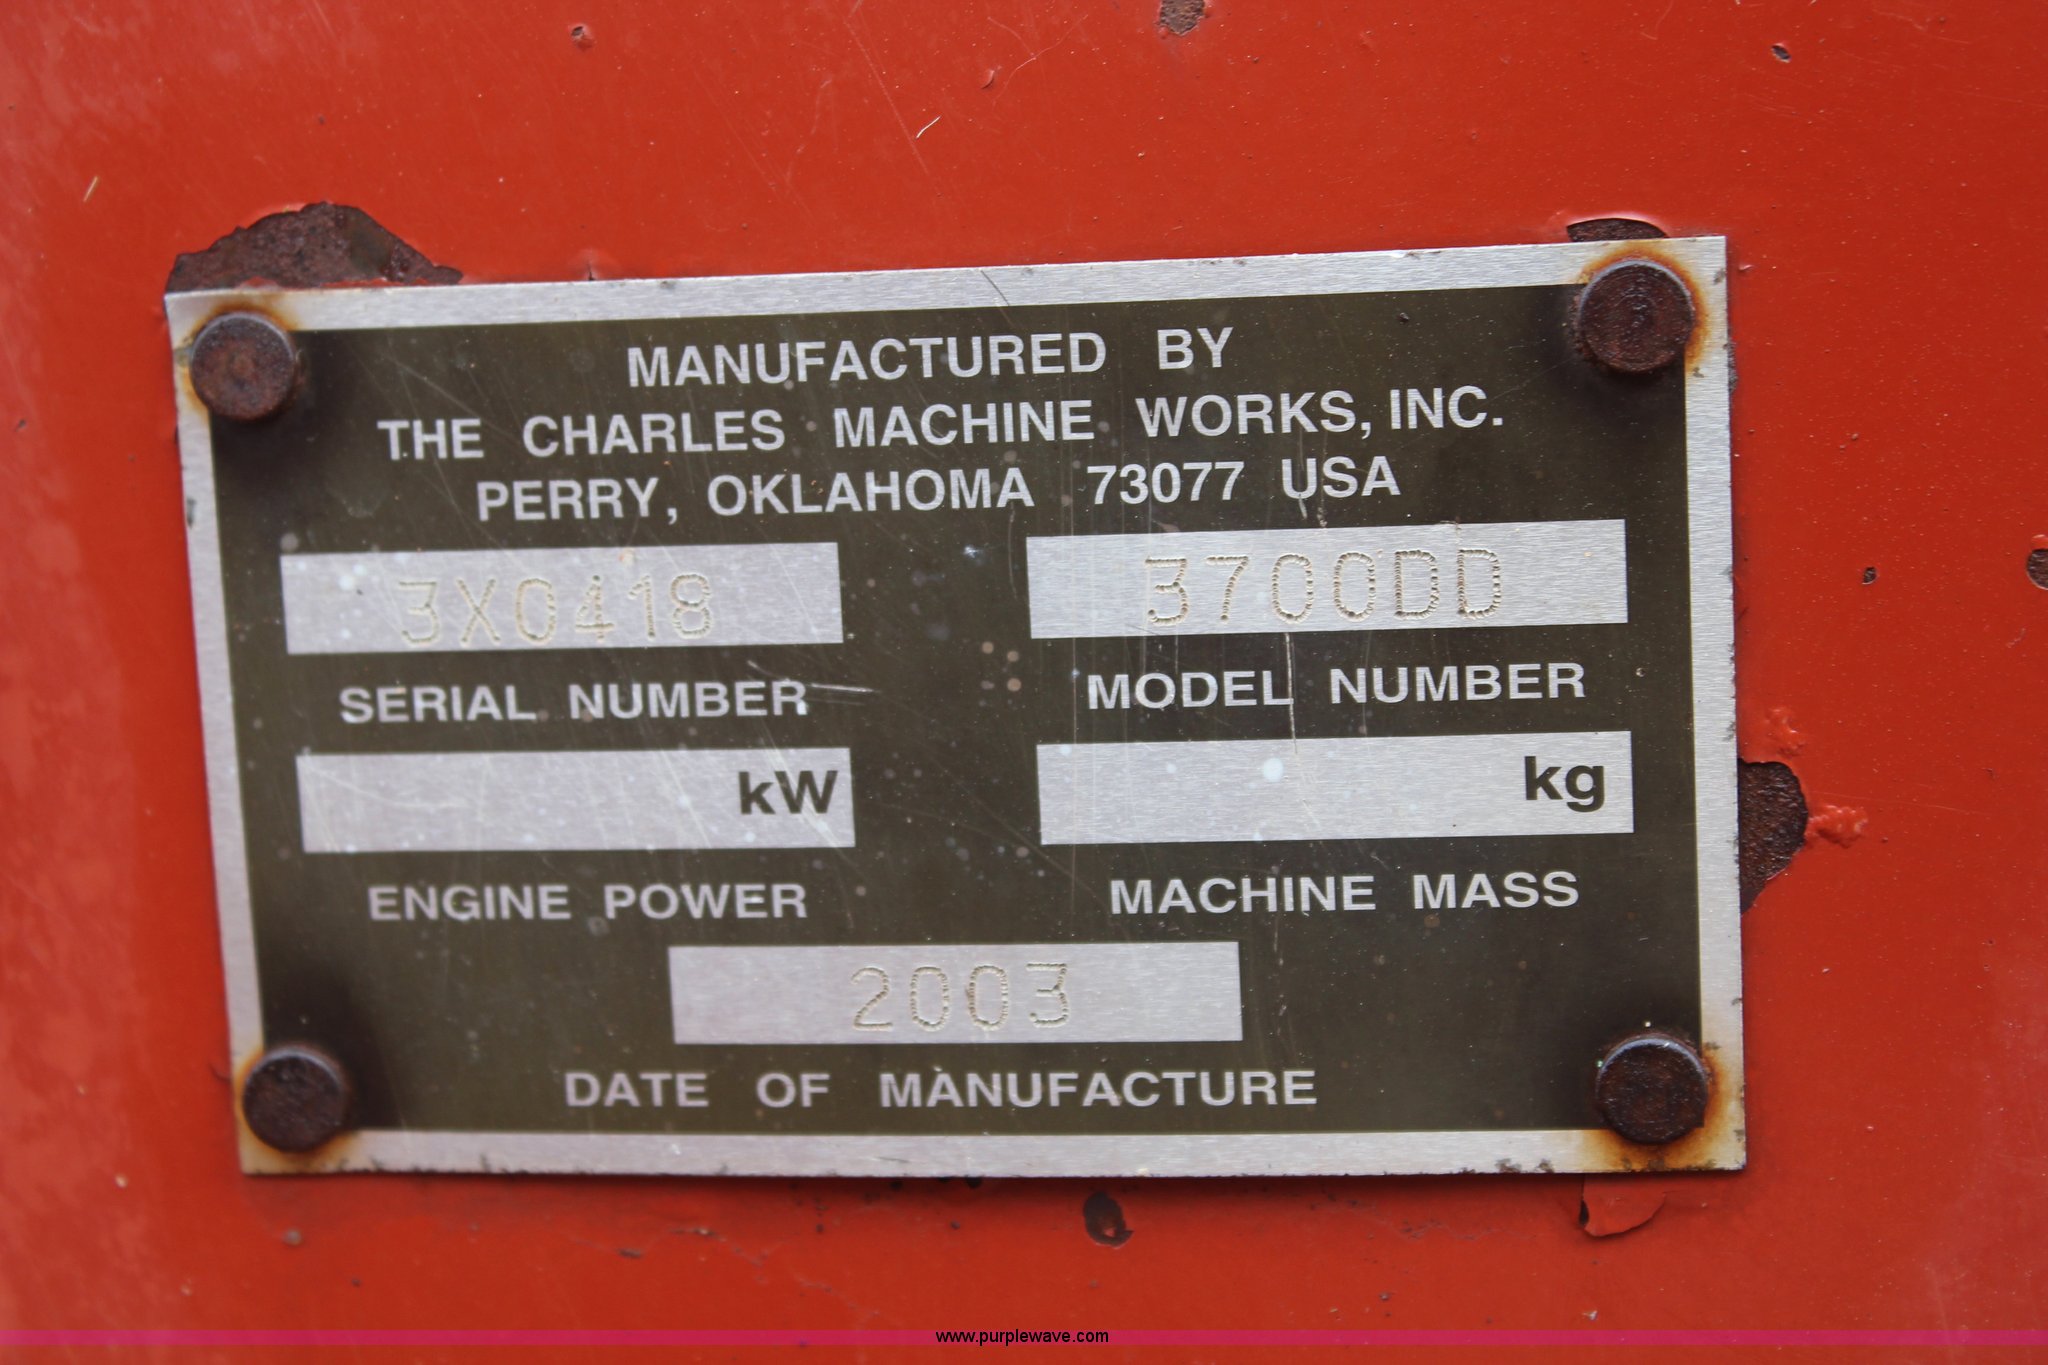 MANUFACTURED BY
THE CHARLES MACHINE WORKS, INC.
PERRY, OKLAHOMA 73077 USA
3X0418 3700DD
SERIAL NUMBER MODEL NUMBER
kW kg
ENGINE POWER MACHINE MASS
2003
DATE OF MANUFACTURE
www.purplewave.com